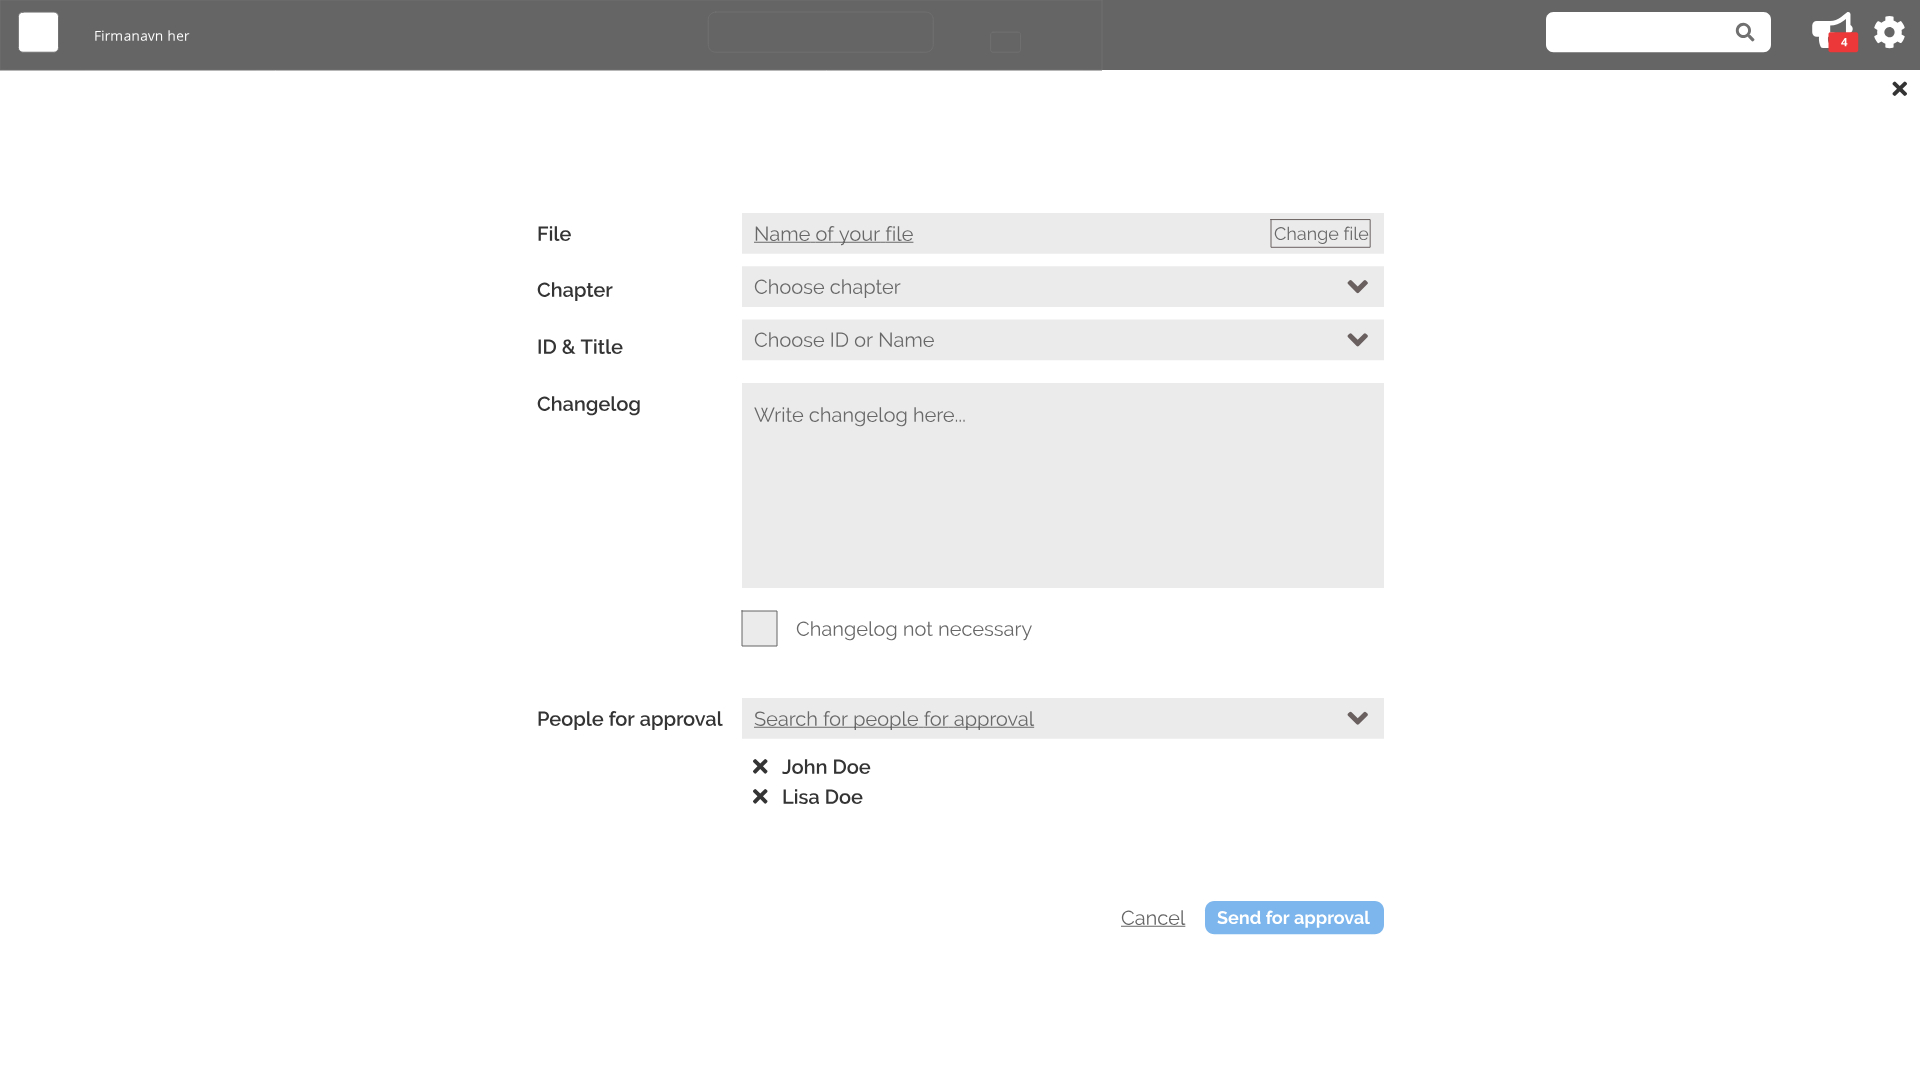 Firmanavn her
4
File
Name of your file
Change file
Chapter
Choose chapter
ID & Title
Choose ID or Name
Changelog
Write changelog here...
Changelog not necessary
People for approval
Search for people for approval
John Doe
Lisa Doe
Cancel
Send for approval